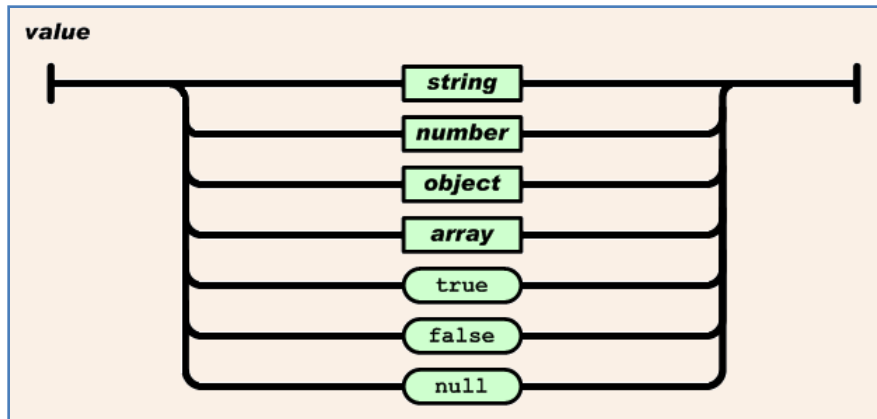 value
string
number
object
array
true
false
null